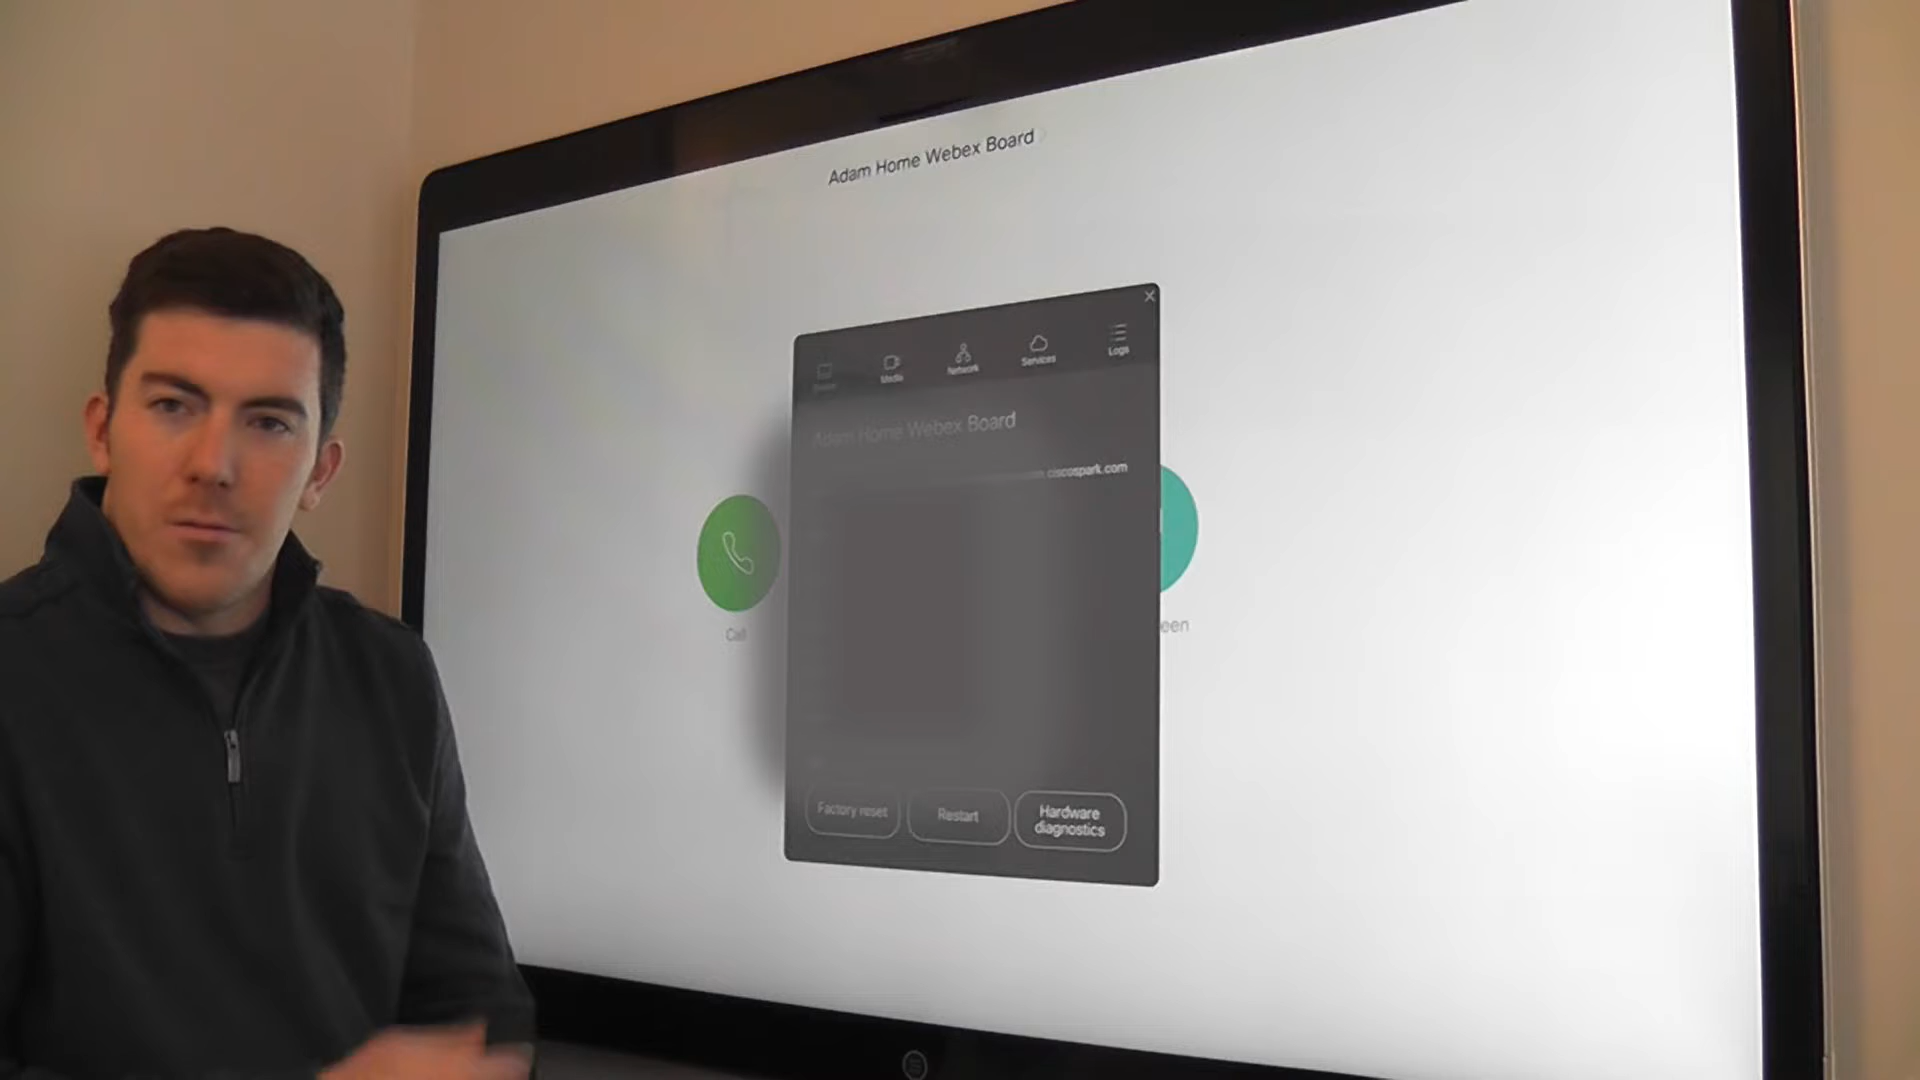 Adam Home Webex Board
Media
Network
Services
Logs
Adam Home Webex Board
ciscospark.com
Call
een
Factory reset
Restart
Hardware
diagnostics